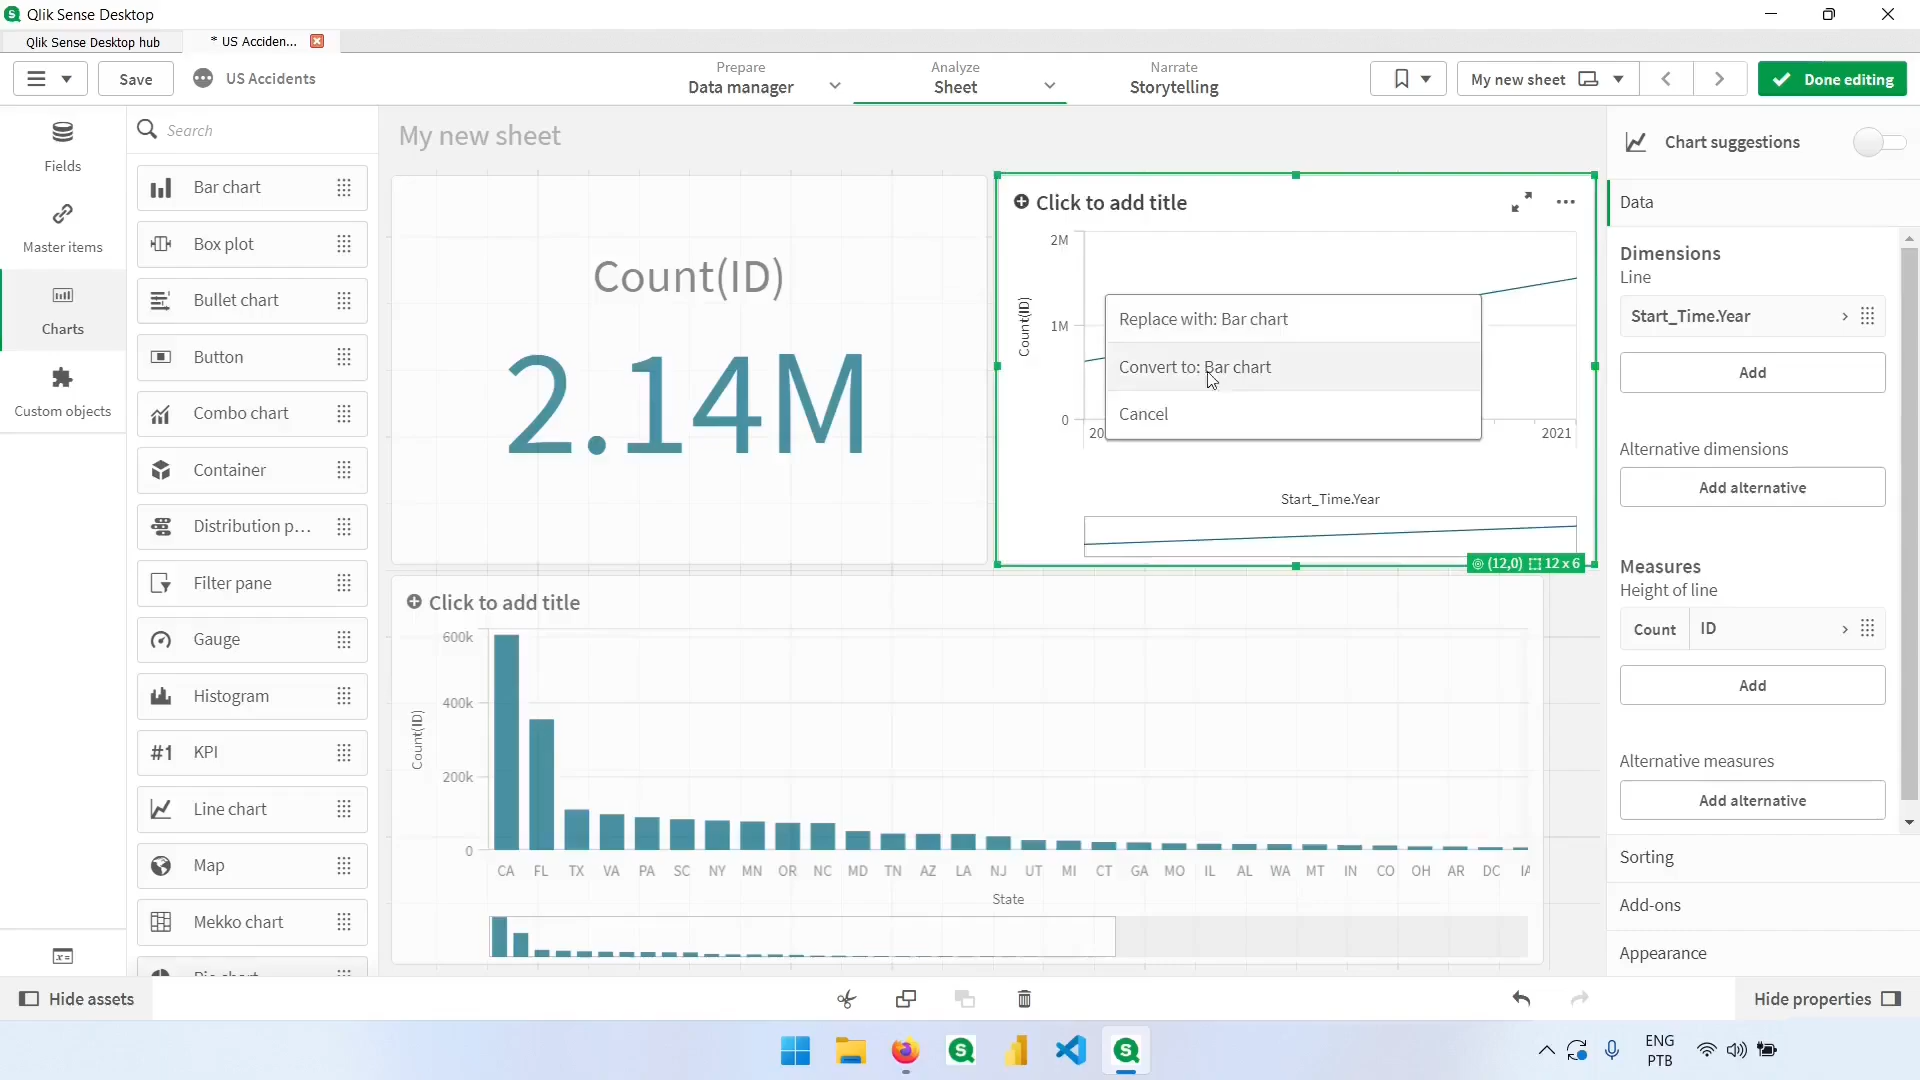 Qlik Sense Desktop
Qlik Sense Desktop hub
* US Acciden...
Save
US Accidents
Prepare
Data manager
Analyze
Sheet
Narrate
Storytelling
My new sheet
Done editing
Fields
Master items
Charts
Custom objects
Search
Bar chart
Box plot
Bullet chart
Button
Combo chart
Container
Distribution p...
Filter pane
Gauge
Histogram
#1 KPI
Line chart
Map
Mekko chart
My new sheet
Count(ID)
2.14M
Click to add title
2M
1M
0
Count(ID)
Replace with: Bar chart
Convert to: Bar chart
Cancel
20
2021
Start_Time.Year
(12,0) 12 x 6
Click to add title
600k
400k
200k
0
Count(ID)
CA FL TX VA PA SC NY MN OR NC MD TN AZ LA NJ UT MI CT GA MO IL AL WA MT IN CO OH AR DC IA
State
Chart suggestions
Data
Dimensions
Line
Start_Time.Year
Add
Alternative dimensions
Add alternative
Measures
Height of line
Count ID
Add
Alternative measures
Add alternative
Sorting
Add-ons
Appearance
Hide assets
Hide properties
ENG
PTB